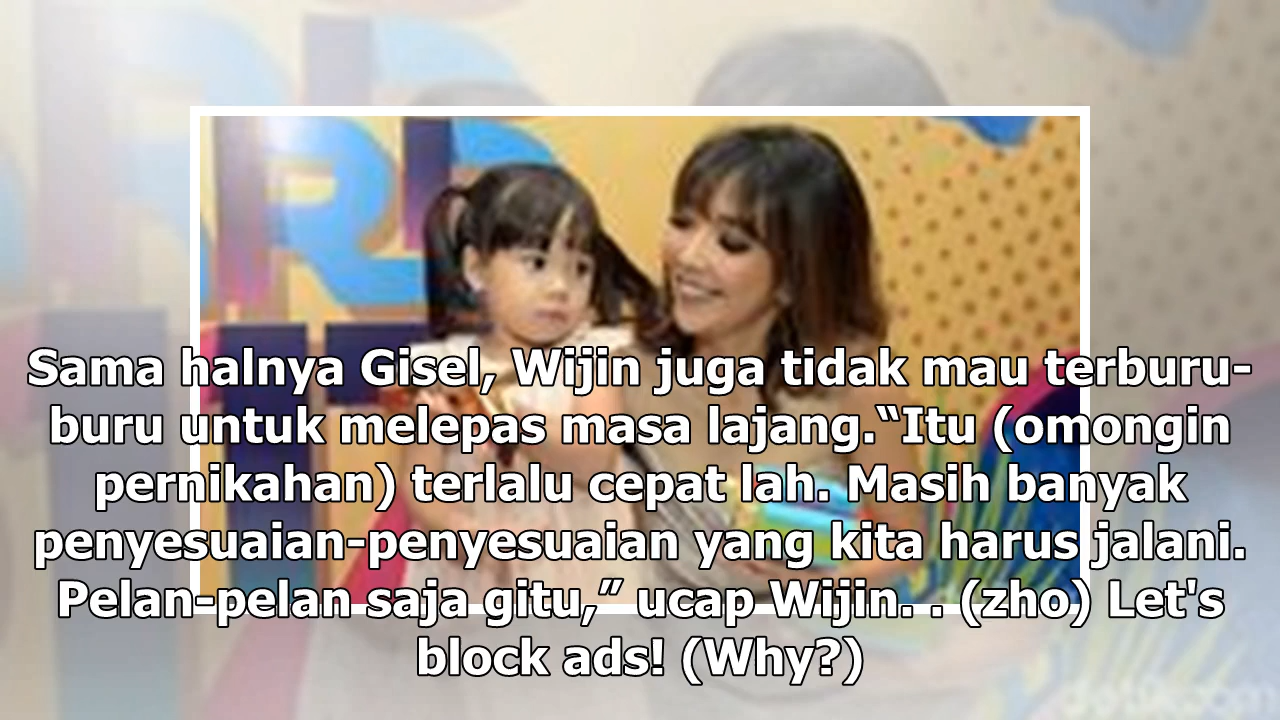 Sama halnya Gisel, Wijin juga tidak mau terburu-
buru untuk melepas masa lajang.“Itu (omongin
pernikahan) terlalu cepat lah. Masih banyak
penyesuaian-penyesuaian yang kita harus jalani.
Pelan-pelan saja gitu,” ucap Wijin. . (zho) Let's
block ads! (Why?)
detik.com